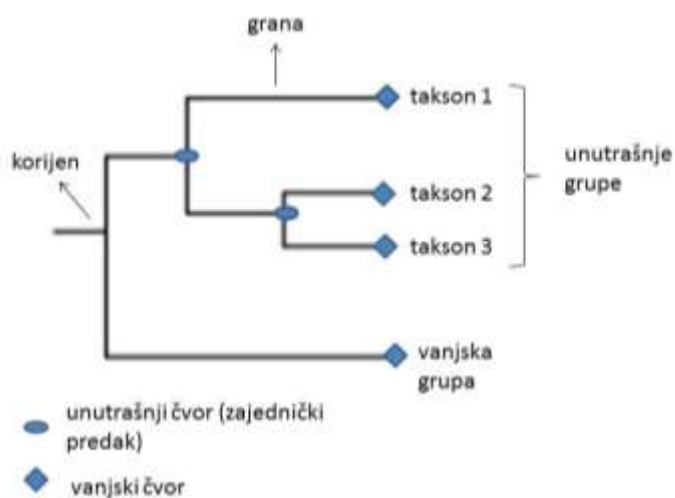 grana
takson 1
korijen
unutrašnje
grupe
takson 2
takson 3
vanjska
grupa
unutrašnji čvor (zajednički
predak)
vanjski čvor